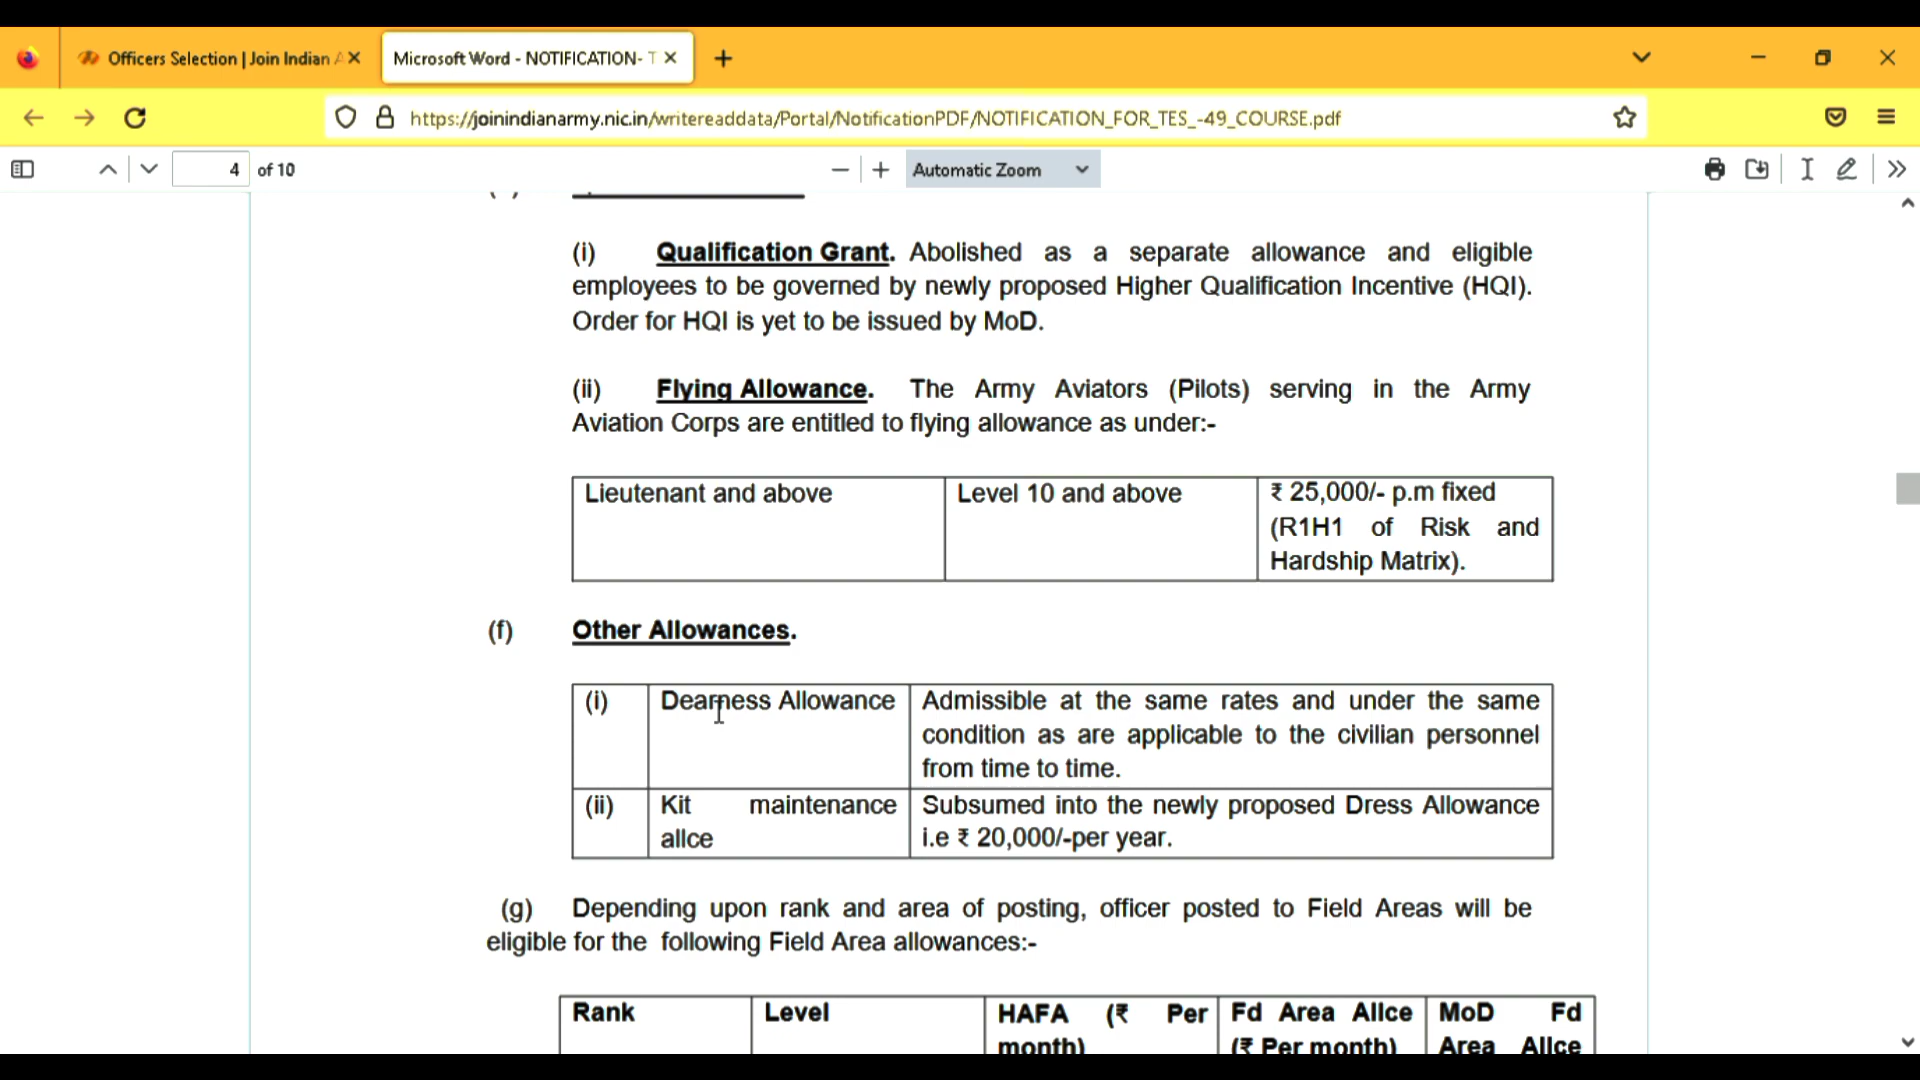 Officers Selection | Join Indian A
Microsoft Word - NOTIFICATION- T
https://joinindianarmy.nic.in/writereaddata/Portal/NotificationPDF/NOTIFICATION_FOR_TES_-49_COURSE.pdf
4 of 10
Automatic Zoom
(i) Qualification Grant. Abolished as a separate allowance and eligible
employees to be governed by newly proposed Higher Qualification Incentive (HQI).
Order for HQI is yet to be issued by MoD.
(ii) Flying Allowance. The Army Aviators (Pilots) serving in the Army
Aviation Corps are entitled to flying allowance as under:-
Lieutenant and above Level 10 and above ₹ 25,000/- p.m fixed
(R1H1 of Risk and
Hardship Matrix).
(f) Other Allowances.
(i) Dearness Allowance Admissible at the same rates and under the same
condition as are applicable to the civilian personnel
from time to time.
(ii) Kit maintenance Subsumed into the newly proposed Dress Allowance
allce i.e ₹ 20,000/-per year.
(g) Depending upon rank and area of posting, officer posted to Field Areas will be
eligible for the following Field Area allowances:-
Rank Level HAFA (₹ Per Fd Area Allce MoD Fd
month) (₹ Per month) Area Allce